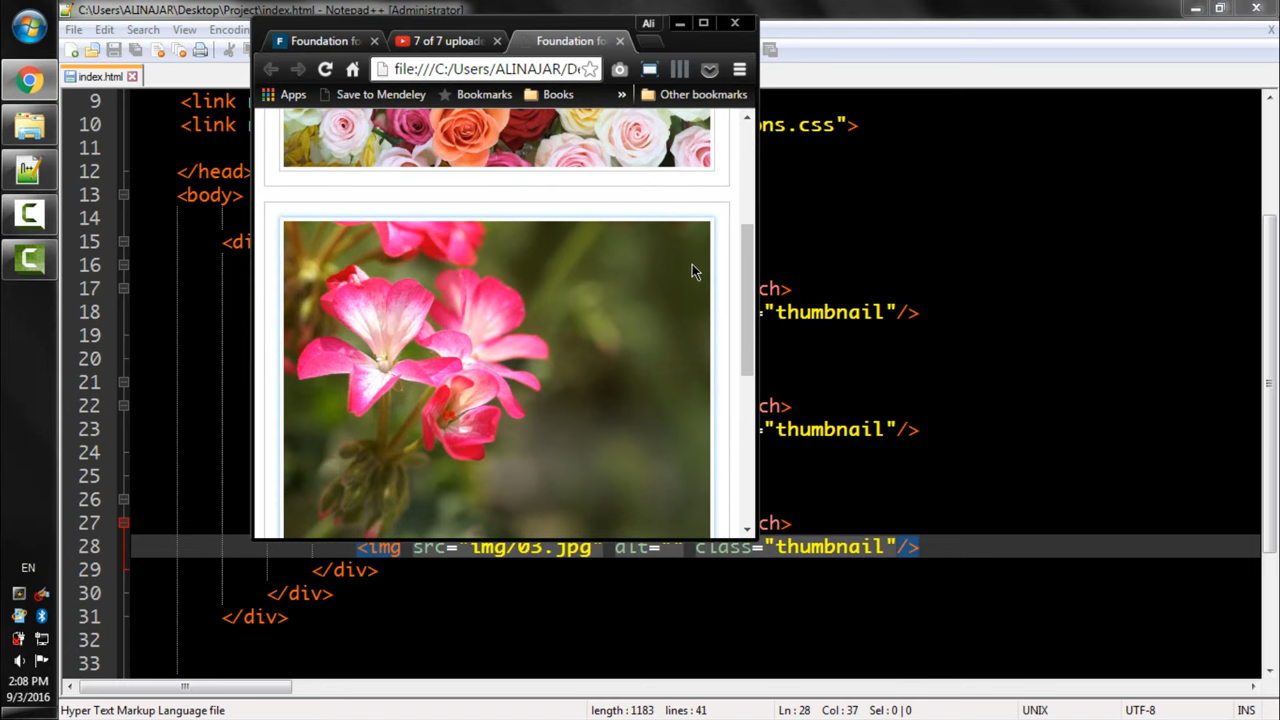 C:\Users\ALINAJAR\Desktop\Project\index.html - Notepad++ [Administrator]
File Edit Search View Encodin
Ali
Foundation fo
7 of 7 uploade
Foundation fo
index.html
file:///C:/Users/ALINAJAR/De
Apps Save to Mendeley Bookmarks Books » Other bookmarks
9 <link
10 <link ons.css">
11
12 </head>
13 <body>
14
15 <di
16
17 ch>
18 ="thumbnail"/>
19
20
21
22 ch>
23 ="thumbnail"/>
24
25
26
27 ch>
28 <img src="img/03.jpg" alt="" class="thumbnail"/>
29 </div>
30 </div>
31 </div>
32
33
EN
2:08 PM
9/3/2016
Hyper Text Markup Language file length : 1183 lines : 41 Ln : 28 Col : 37 Sel : 0 | 0 UNIX UTF-8 INS